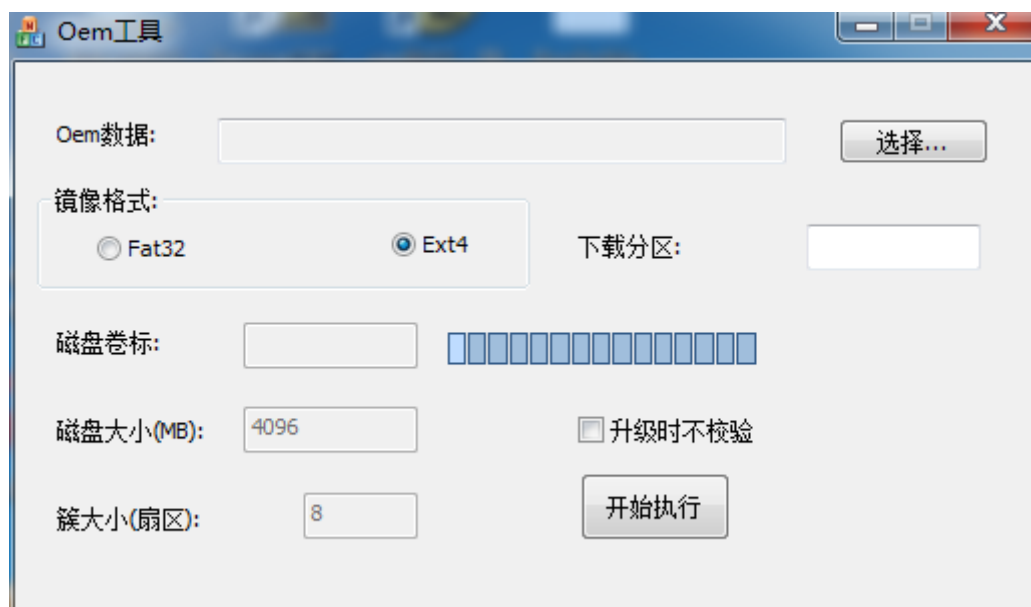 Oem工具
Oem数据:
选择...
镜像格式:
Fat32
Ext4
下载分区:
磁盘卷标:
磁盘大小(MB):
4096
升级时不校验
簇大小(扇区):
8
开始执行